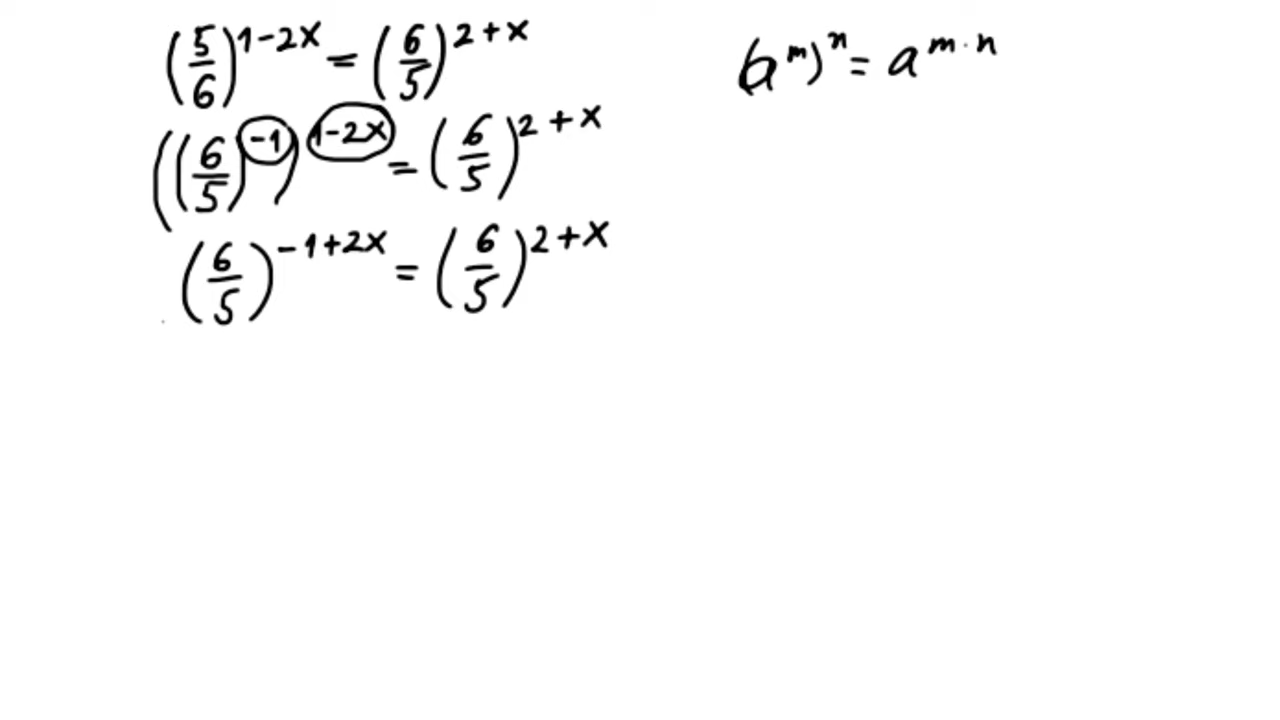 (5/6)^(1-2x) = (6/5)^(2+x)
(a^m)^n = a^(m·n)
((6/5)^(-1))^(1-2x) = (6/5)^(2+x)
(6/5)^(-1+2x) = (6/5)^(2+x)